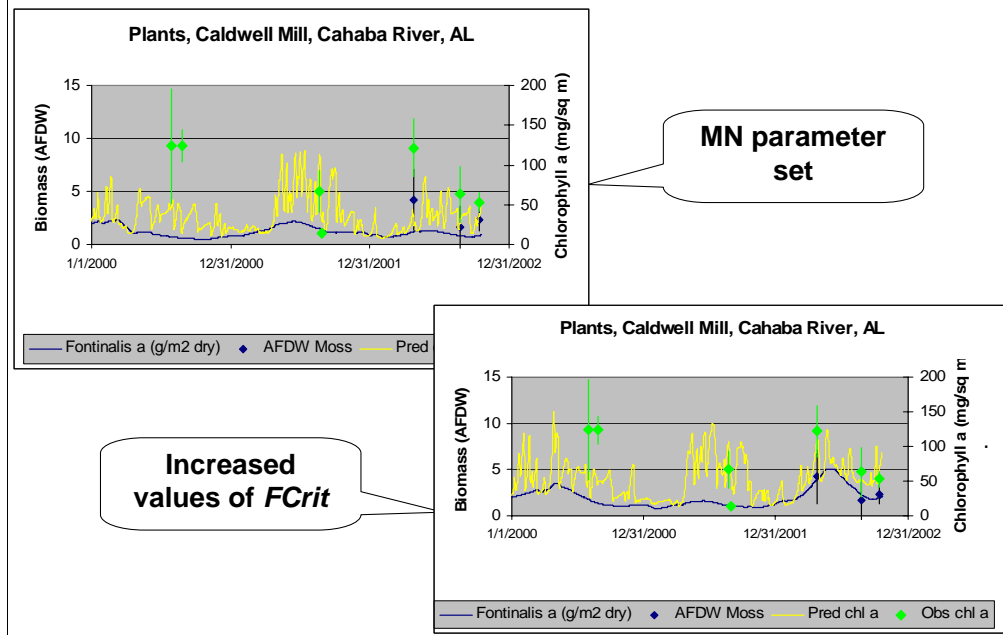 Plants, Caldwell Mill, Cahaba River, AL
15
10
5
0
Biomass (AFDW)
200
150
100
50
0
Chlorophyll a (mg/sq m)
1/1/2000
12/31/2000
12/31/2001
12/31/2002
Fontinalis a (g/m2 dry) AFDW Moss Pred
MN parameter
set
Plants, Caldwell Mill, Cahaba River, AL
15
10
5
0
Biomass (AFDW)
200
150
100
50
0
Chlorophyll a (mg/sq m
1/1/2000
12/31/2000
12/31/2001
12/31/2002
Fontinalis a (g/m2 dry) AFDW Moss Pred chl a Obs chl a
Increased
values of FCrit
.